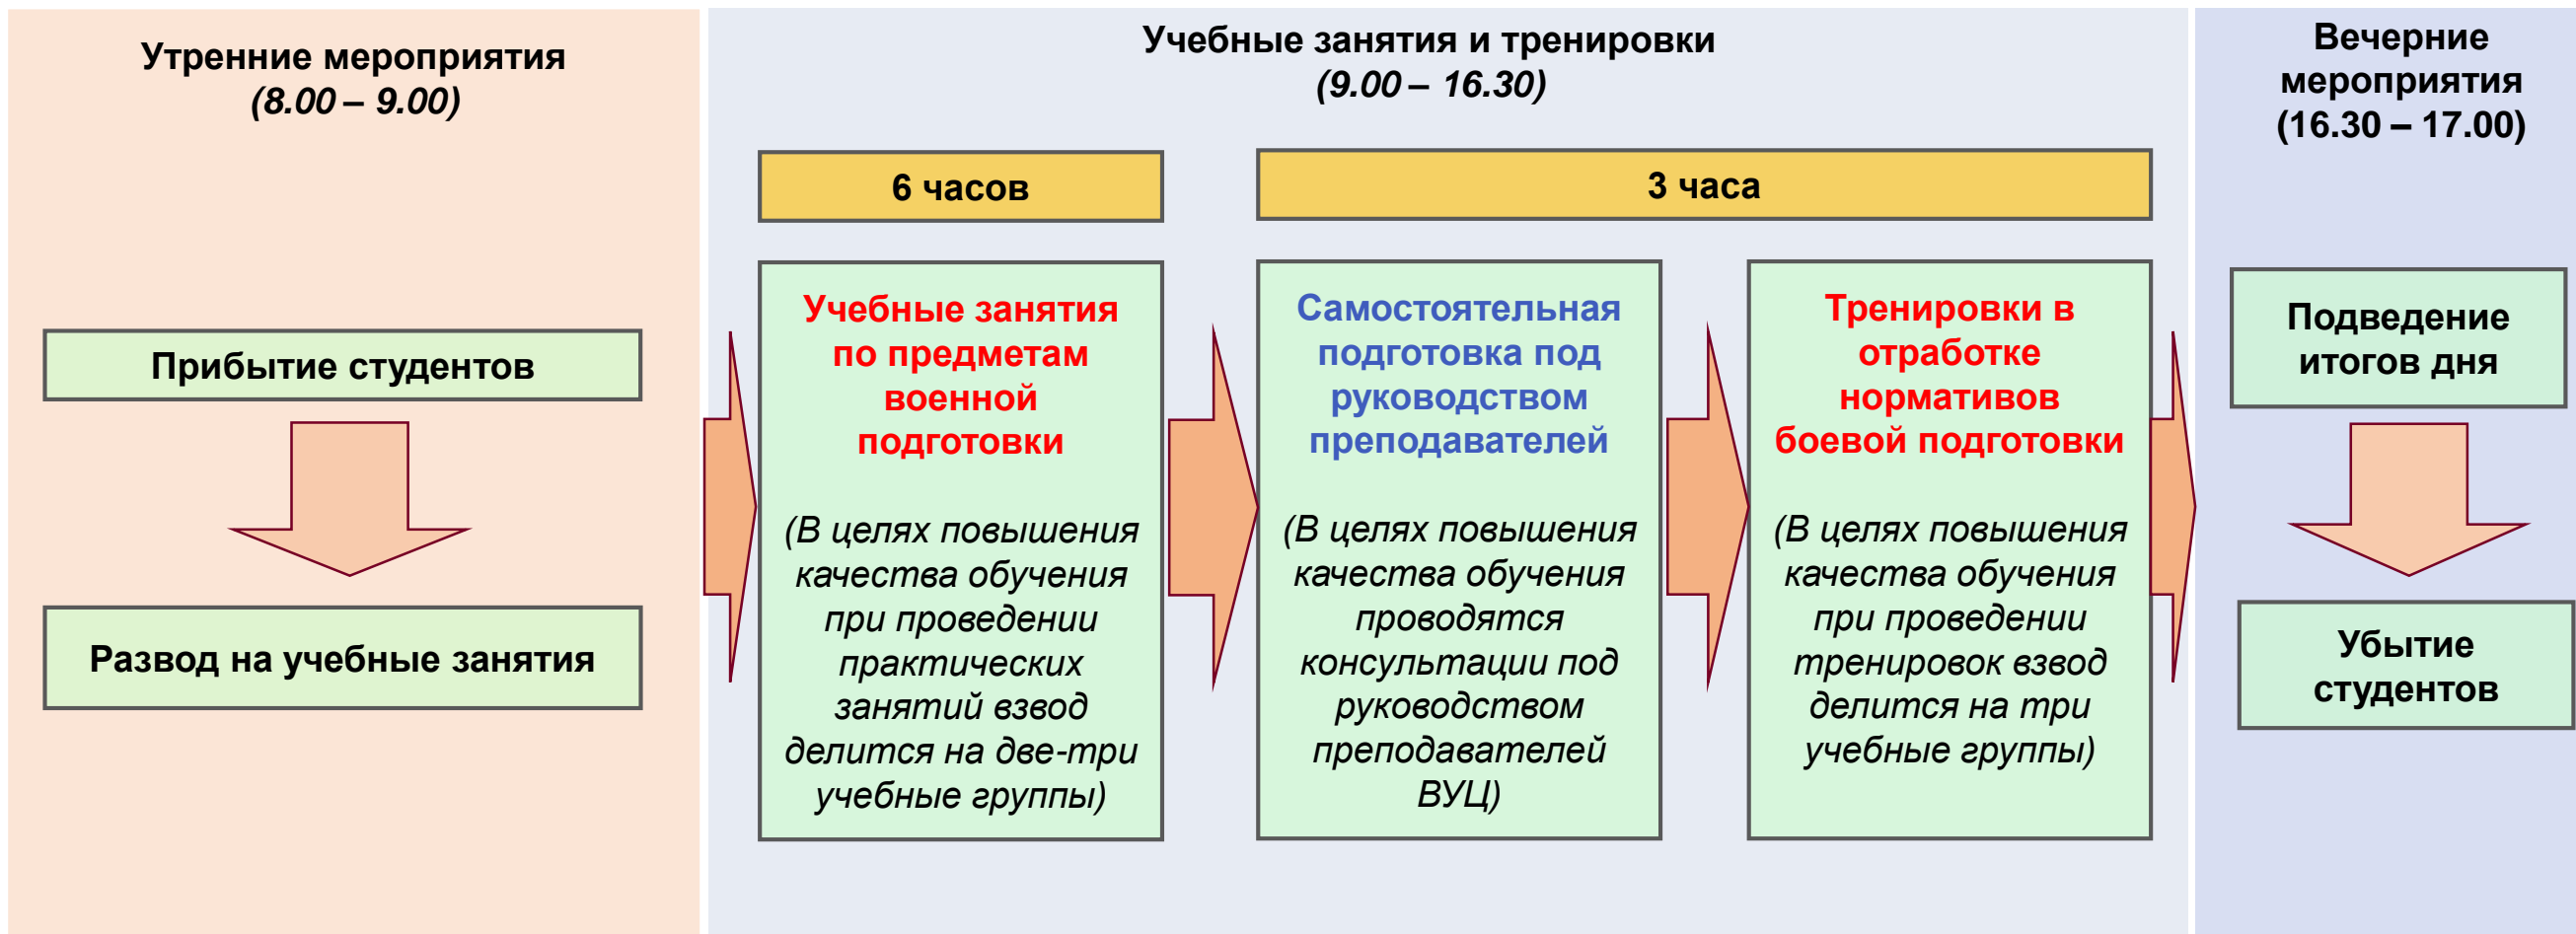 Утренние мероприятия
(8.00 – 9.00)
Прибытие студентов
Развод на учебные занятия
Учебные занятия и тренировки
(9.00 – 16.30)
6 часов
Учебные занятия
по предметам
военной
подготовки
(В целях повышения
качества обучения
при проведении
практических
занятий взвод
делится на две-три
учебные группы)
3 часа
Самостоятельная
подготовка под
руководством
преподавателей
(В целях повышения
качества обучения
проводятся
консультации под
руководством
преподавателей
ВУЦ)
Тренировки в
отработке
нормативов
боевой подготовки
(В целях повышения
качества обучения
при проведении
тренировок взвод
делится на три
учебные группы)
Вечерние
мероприятия
(16.30 – 17.00)
Подведение
итогов дня
Убытие
студентов